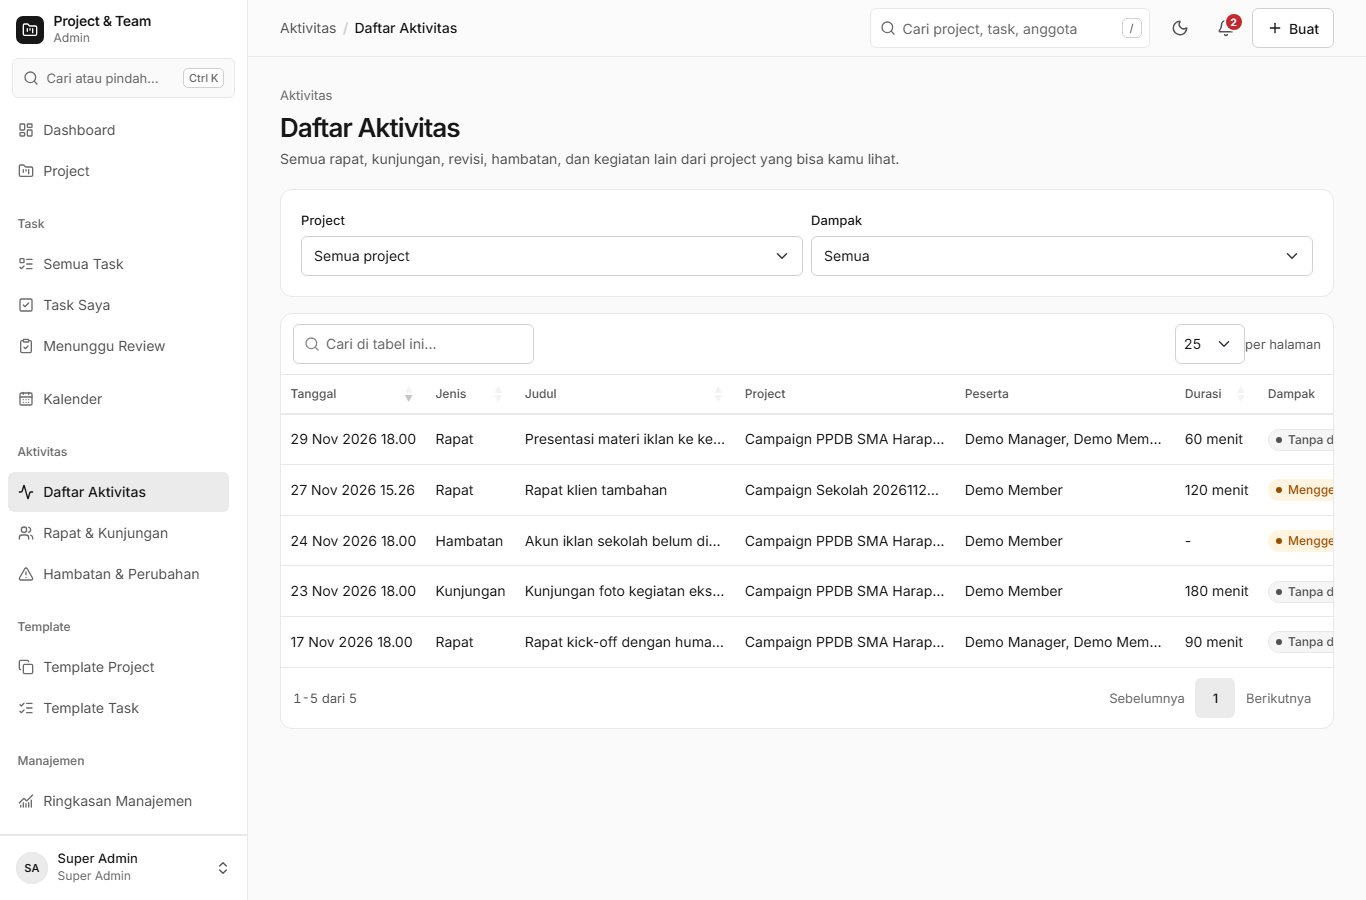 Project & Team
Admin
Cari atau pindah...
Ctrl K
Dashboard
Project
Task
Semua Task
Task Saya
Menunggu Review
Kalender
Aktivitas
Daftar Aktivitas
Rapat & Kunjungan
Hambatan & Perubahan
Template
Template Project
Template Task
Manajemen
Ringkasan Manajemen
SA
Super Admin
Super Admin
Aktivitas / Daftar Aktivitas
Cari project, task, anggota
/
2
Buat
Aktivitas
Daftar Aktivitas
Semua rapat, kunjungan, revisi, hambatan, dan kegiatan lain dari project yang bisa kamu lihat.
Project
Semua project
Dampak
Semua
Cari di tabel ini...
25
per halaman
Tanggal Jenis Judul Project Peserta Durasi Dampak
29 Nov 2026 18.00 Rapat Presentasi materi iklan ke ke... Campaign PPDB SMA Harap... Demo Manager, Demo Mem... 60 menit Tanpa d
27 Nov 2026 15.26 Rapat Rapat klien tambahan Campaign Sekolah 2026112... Demo Member 120 menit Mengge
24 Nov 2026 18.00 Hambatan Akun iklan sekolah belum di... Campaign PPDB SMA Harap... Demo Member - Mengge
23 Nov 2026 18.00 Kunjungan Kunjungan foto kegiatan eks... Campaign PPDB SMA Harap... Demo Member 180 menit Tanpa d
17 Nov 2026 18.00 Rapat Rapat kick-off dengan huma... Campaign PPDB SMA Harap... Demo Manager, Demo Mem... 90 menit Tanpa d
1-5 dari 5
Sebelumnya 1 Berikutnya